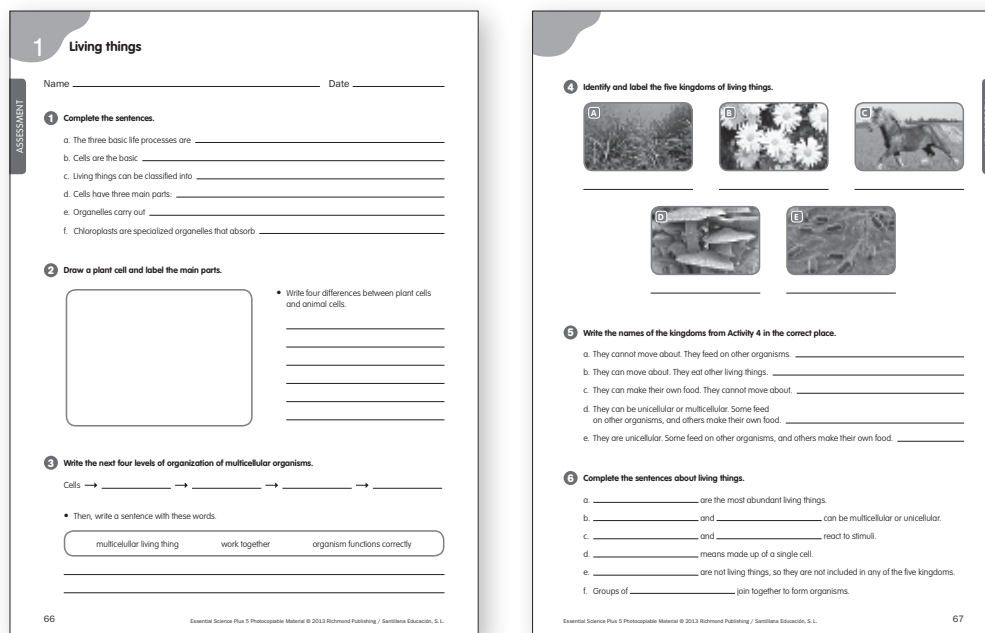 1 Living things
Name Date
ASSESSMENT
1 Complete the sentences.
a. The three basic life processes are
b. Cells are the basic
c. Living things can be classified into
d. Cells have three main parts:
e. Organelles carry out
f. Chloroplasts are specialized organelles that absorb
2 Draw a plant cell and label the main parts.
• Write four differences between plant cells
and animal cells.
3 Write the next four levels of organization of multicellular organisms.
Cells → → → →
• Then, write a sentence with these words.
multicelullar living thing work together organism functions correctly
66
Essential Science Plus 5 Photocopiable Material © 2013 Richmond Publishing / Santillana Educación, S. L.
4 Identify and label the five kingdoms of living things.
A B C
D E
5 Write the names of the kingdoms from Activity 4 in the correct place.
a. They cannot move about. They feed on other organisms.
b. They can move about. They eat other living things.
c. They can make their own food. They cannot move about.
d. They can be unicellular or multicellular. Some feed
on other organisms, and others make their own food.
e. They are unicellular. Some feed on other organisms, and others make their own food.
6 Complete the sentences about living things.
a. are the most abundant living things.
b. and can be multicellular or unicellular.
c. and react to stimuli.
d. means made up of a single cell.
e. are not living things, so they are not included in any of the five kingdoms.
f. Groups of join together to form organisms.
Essential Science Plus 5 Photocopiable Material © 2013 Richmond Publishing / Santillana Educación, S. L.
67